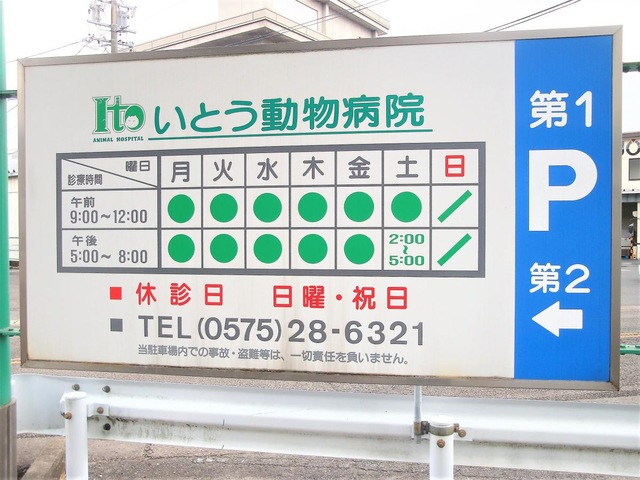 Ito
ANIMAL HOSPITAL
いとう動物病院
曜日 月 火 水 木 金 土 日
診療時間
午前 9:00～12:00 ● ● ● ● ● ● ／
午後 5:00～ 8:00 ● ● ● ● ● 2:00～5:00 ／
■ 休診日 日曜・祝日
■ TEL(0575)28-6321
当駐車場内での事故・盗難等は、一切責任を負いません。
第1
P
第2
←